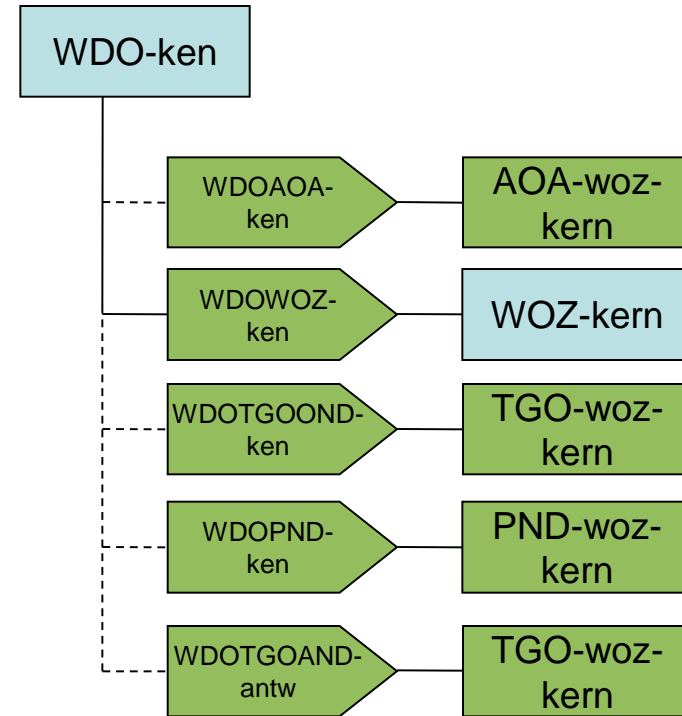 WDO-ken
WDOAOA-
ken
AOA-woz-
kern
WDOWOZ-
ken
WOZ-kern
WDOTGOOND-
ken
TGO-woz-
kern
WDOPND-
ken
PND-woz-
kern
WDOTGOAND-
antw
TGO-woz-
kern